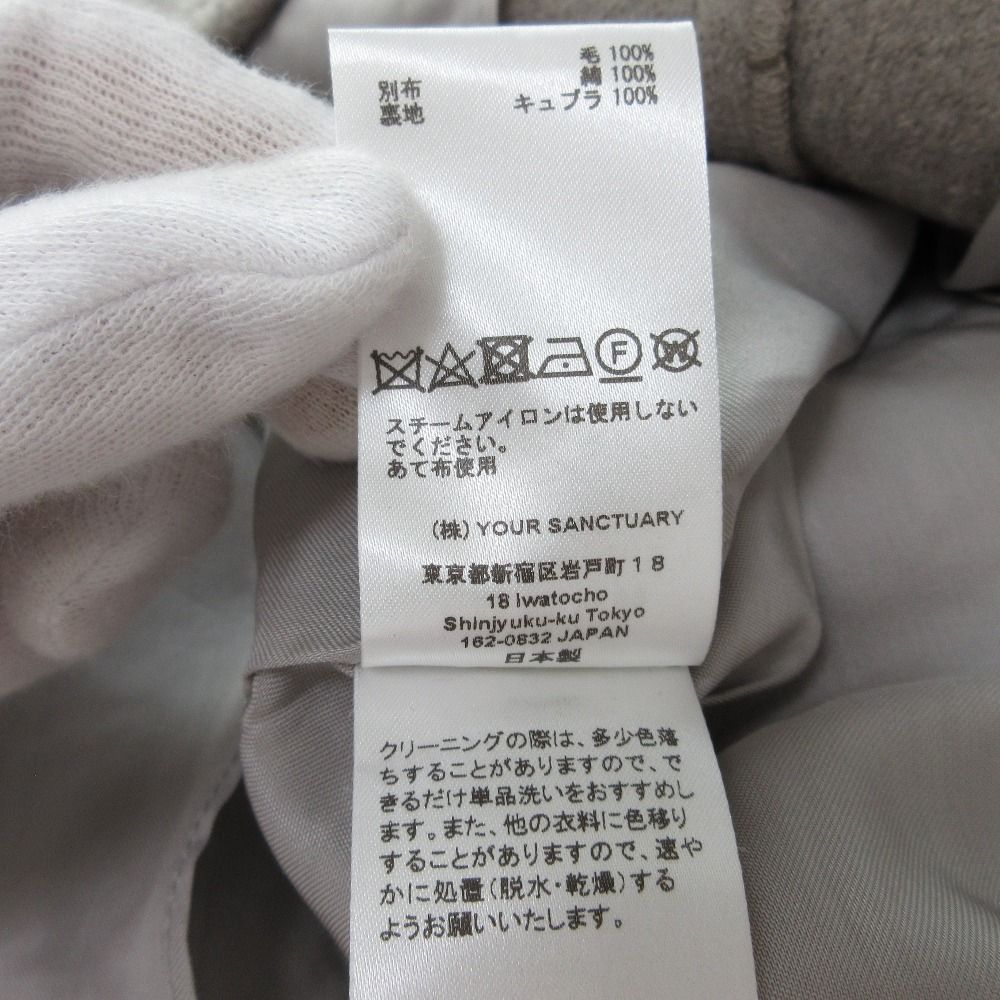 毛 100%
別布 綿 100%
裏地 キュプラ 100%
F W
スチームアイロンは使用しない
でください。
あて布使用
(株) YOUR SANCTUARY
東京都新宿区岩戸町18
18 Iwatocho
Shinjyuku-ku Tokyo
162-0832 JAPAN
日本製
クリーニングの際は、多少色落
ちすることがありますので、で
きるだけ単品洗いをおすすめし
ます。また、他の衣料に色移り
することがありますので、速や
かに処置(脱水・乾燥)する
ようお願いいたします。